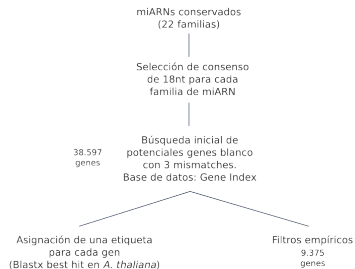 miARNs conservados
(22 familias)
Selección de consenso
de 18nt para cada
familia de miARN
38.597
genes
Búsqueda inicial de
potenciales genes blanco
con 3 mismatches.
Base de datos: Gene Index
Asignación de una etiqueta
para cada gen
(Blastx best hit en A. thaliana)
Filtros empíricos
9.375
genes